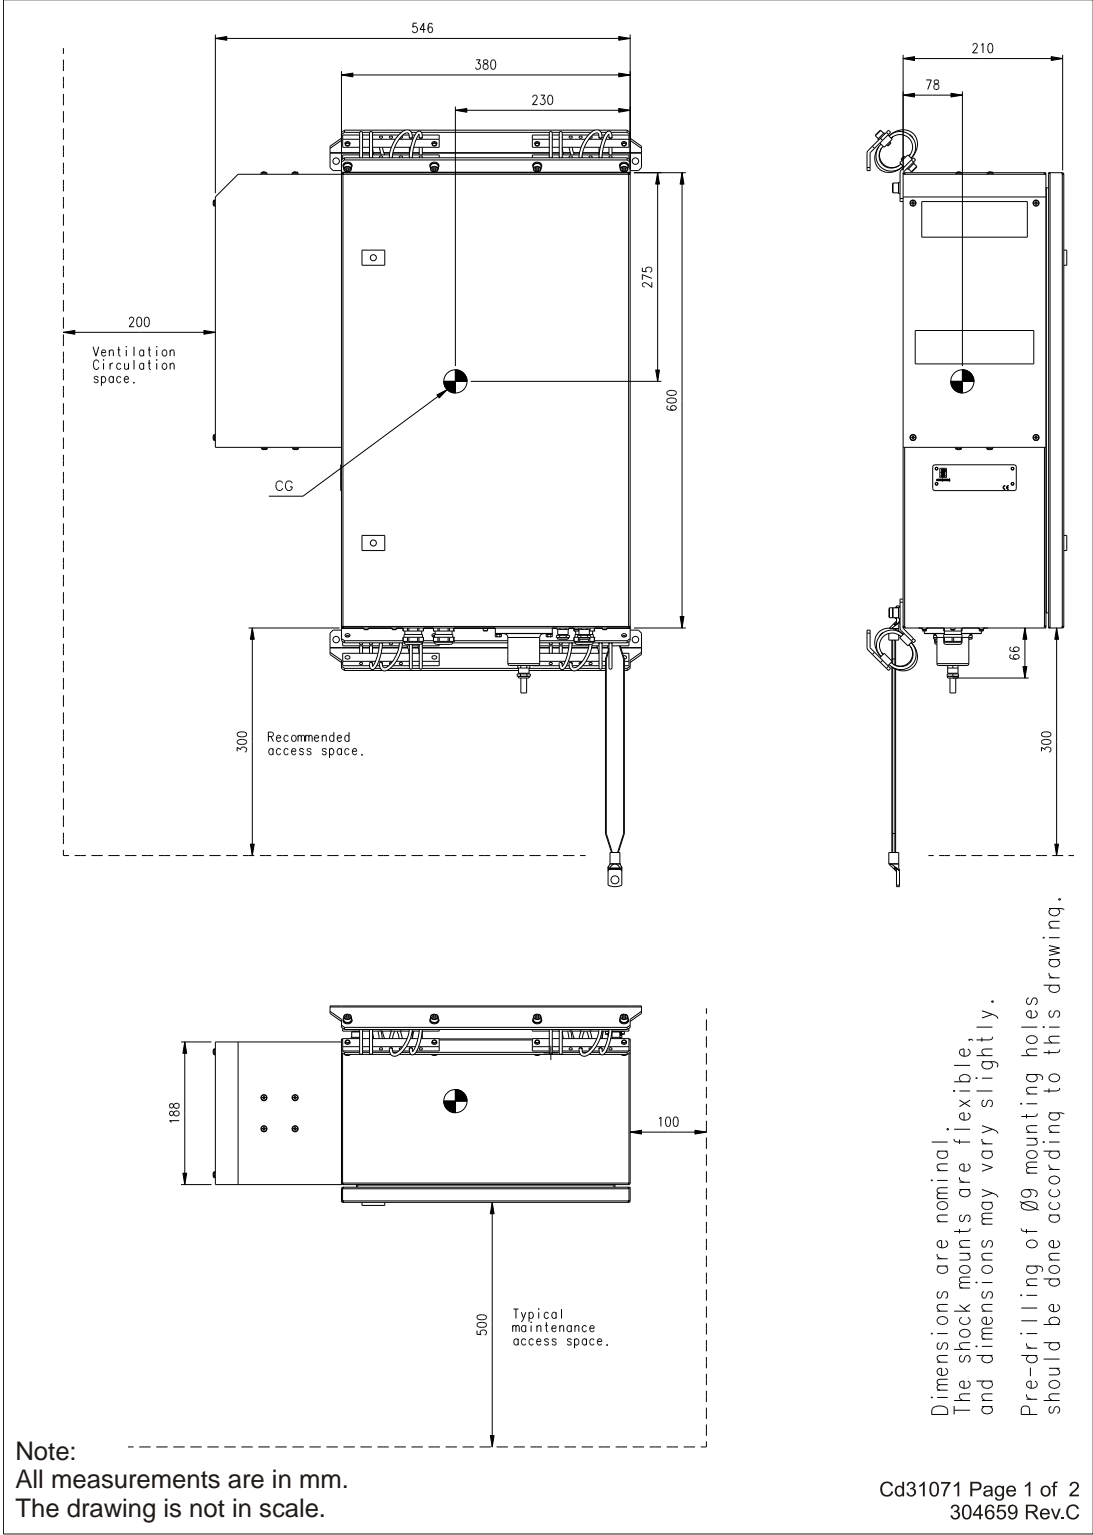 546
380
230
210
78
275
600
200
Ventilation
Circulation
space.
CG
CE
66
300
Recommended
access space.
300
188
100
500
Typical
maintenance
access space.
Dimensions are nominal.
The shock mounts are flexible,
and dimensions may vary slightly.
Pre-drilling of Ø9 mounting holes
should be done according to this drawing.
Note:
All measurements are in mm.
The drawing is not in scale.
Cd31071 Page 1 of 2
304659 Rev.C